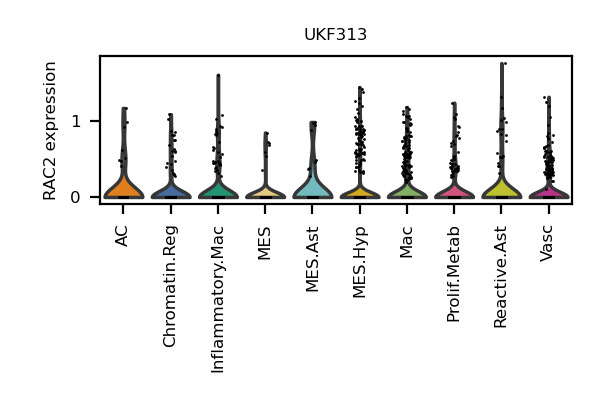 UKF313
RAC2 expression
1
0
AC
Chromatin.Reg
Inflammatory.Mac
MES
MES.Ast
MES.Hyp
Mac
Prolif.Metab
Reactive.Ast
Vasc